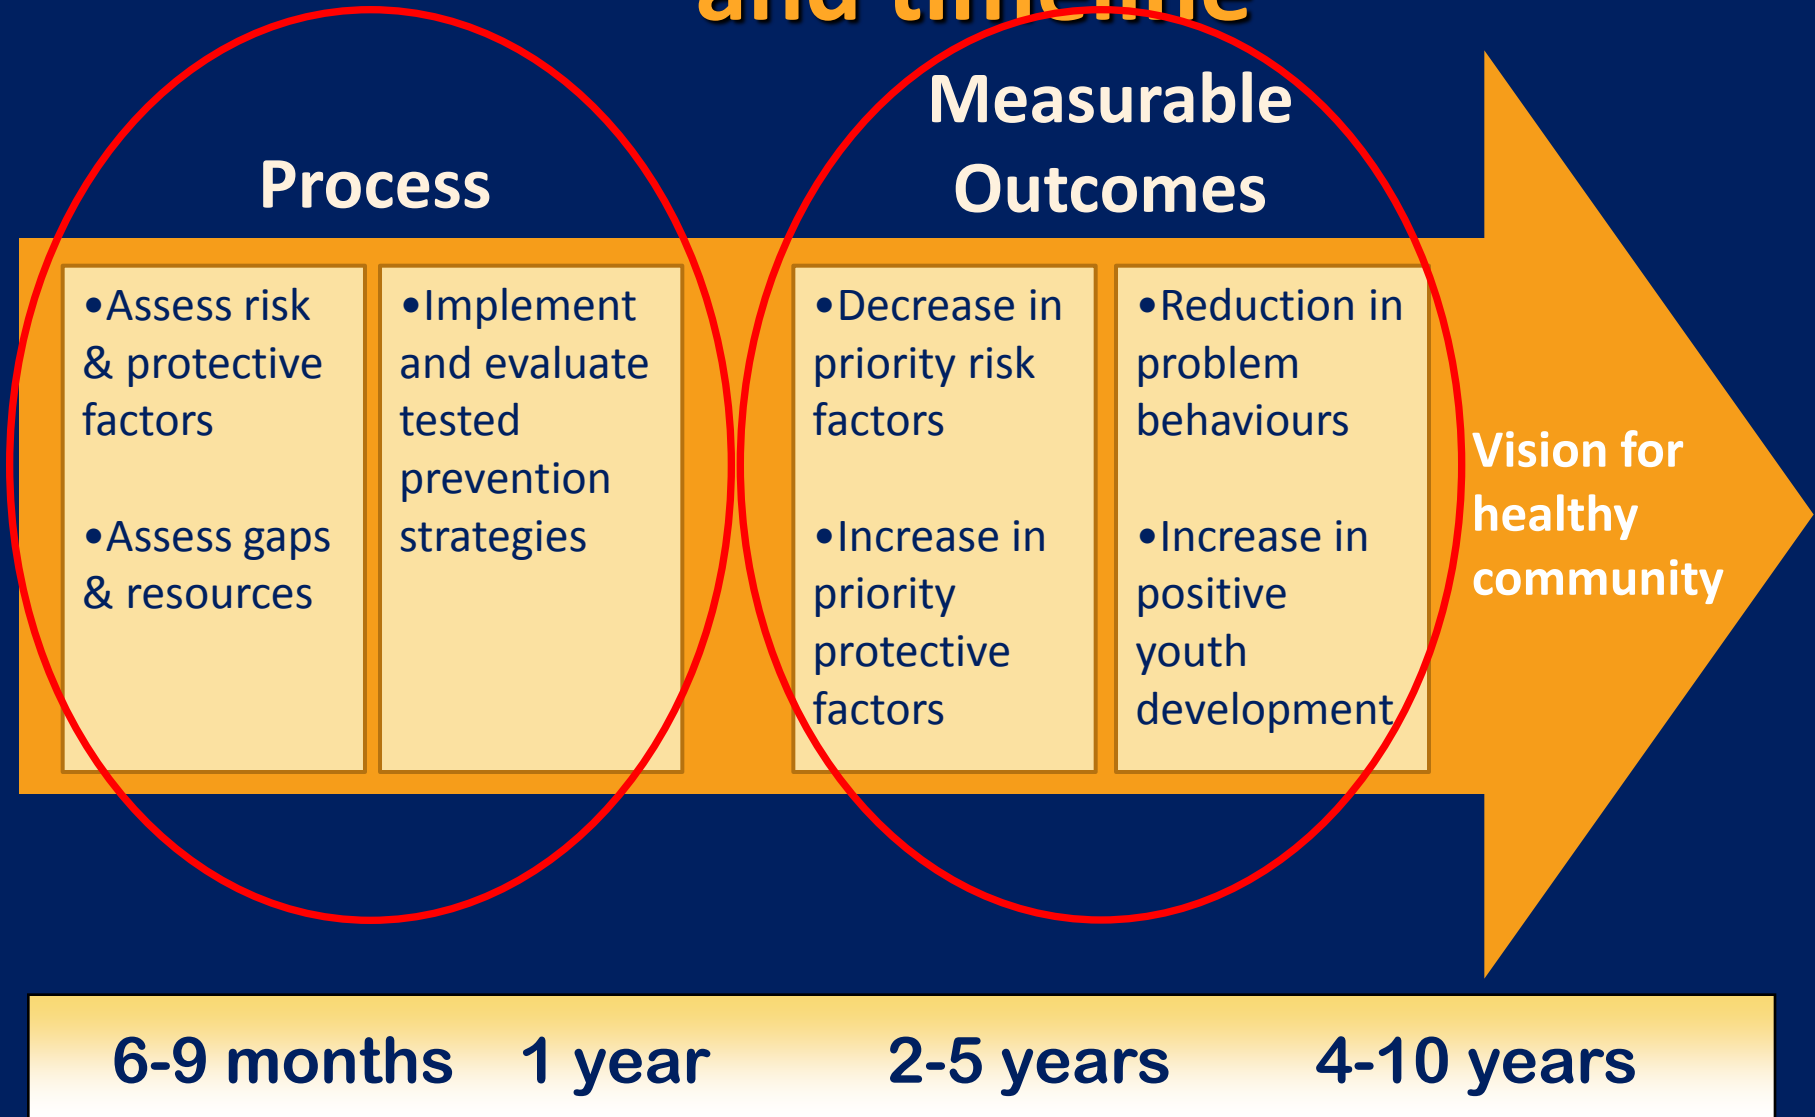 and timeline
Measurable
Outcomes
Process
•Assess risk
& protective
factors
•Assess gaps
& resources
•Implement
and evaluate
tested
prevention
strategies
•Decrease in
priority risk
factors
•Increase in
priority
protective
factors
•Reduction in
problem
behaviours
•Increase in
positive
youth
development
Vision for
healthy
community
6-9 months 1 year 2-5 years 4-10 years